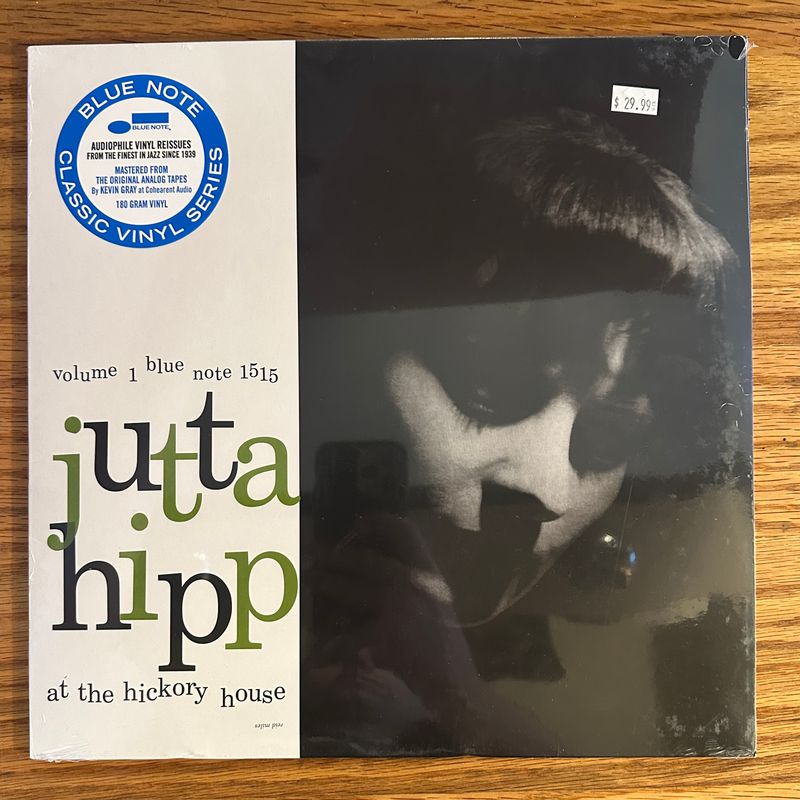 BLUE NOTE
BLUE NOTE.
AUDIOPHILE VINYL REISSUES
FROM THE FINEST IN JAZZ SINCE 1939
MASTERED FROM
THE ORIGINAL ANALOG TAPES
By KEVIN GRAY at Cohearent Audio
180 GRAM VINYL
CLASSIC VINYL SERIES
$ 29.99
volume 1 blue note 1515
jutta
hipp
at the hickory house
reid miles